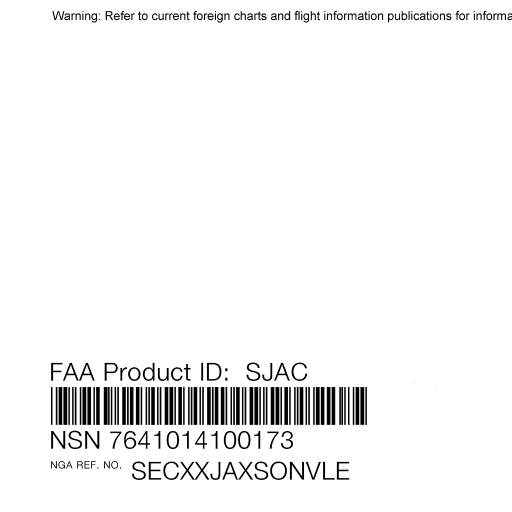 Warning: Refer to current foreign charts and flight information publications for informa
FAA Product ID: SJAC
NSN 7641014100173
NGA REF. NO. SECXXJAXSONVLE